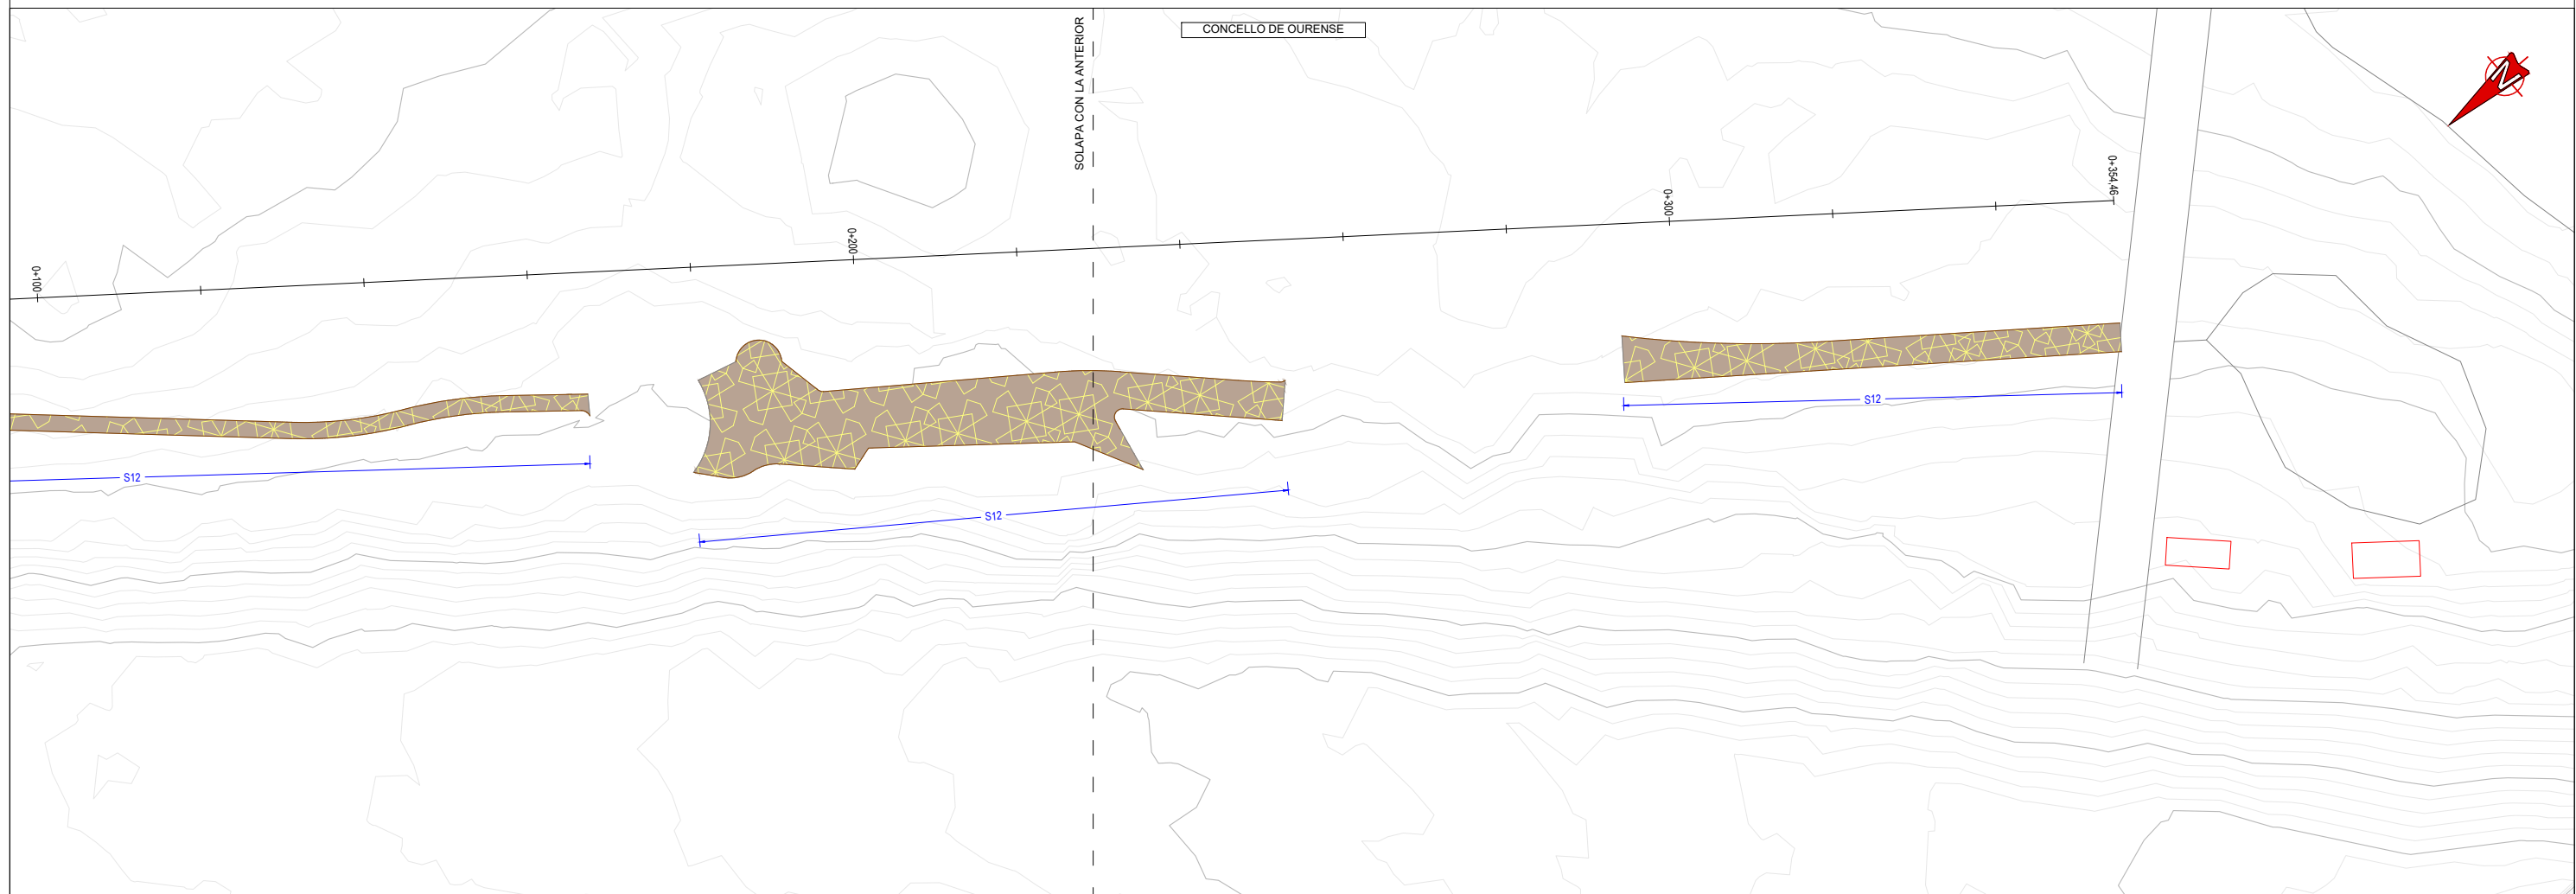 CONCELLO DE OURENSE
SOLAPA CON LA ANTERIOR
N
0+354,46
0+300
0+200
0+100
S12
S12
S12